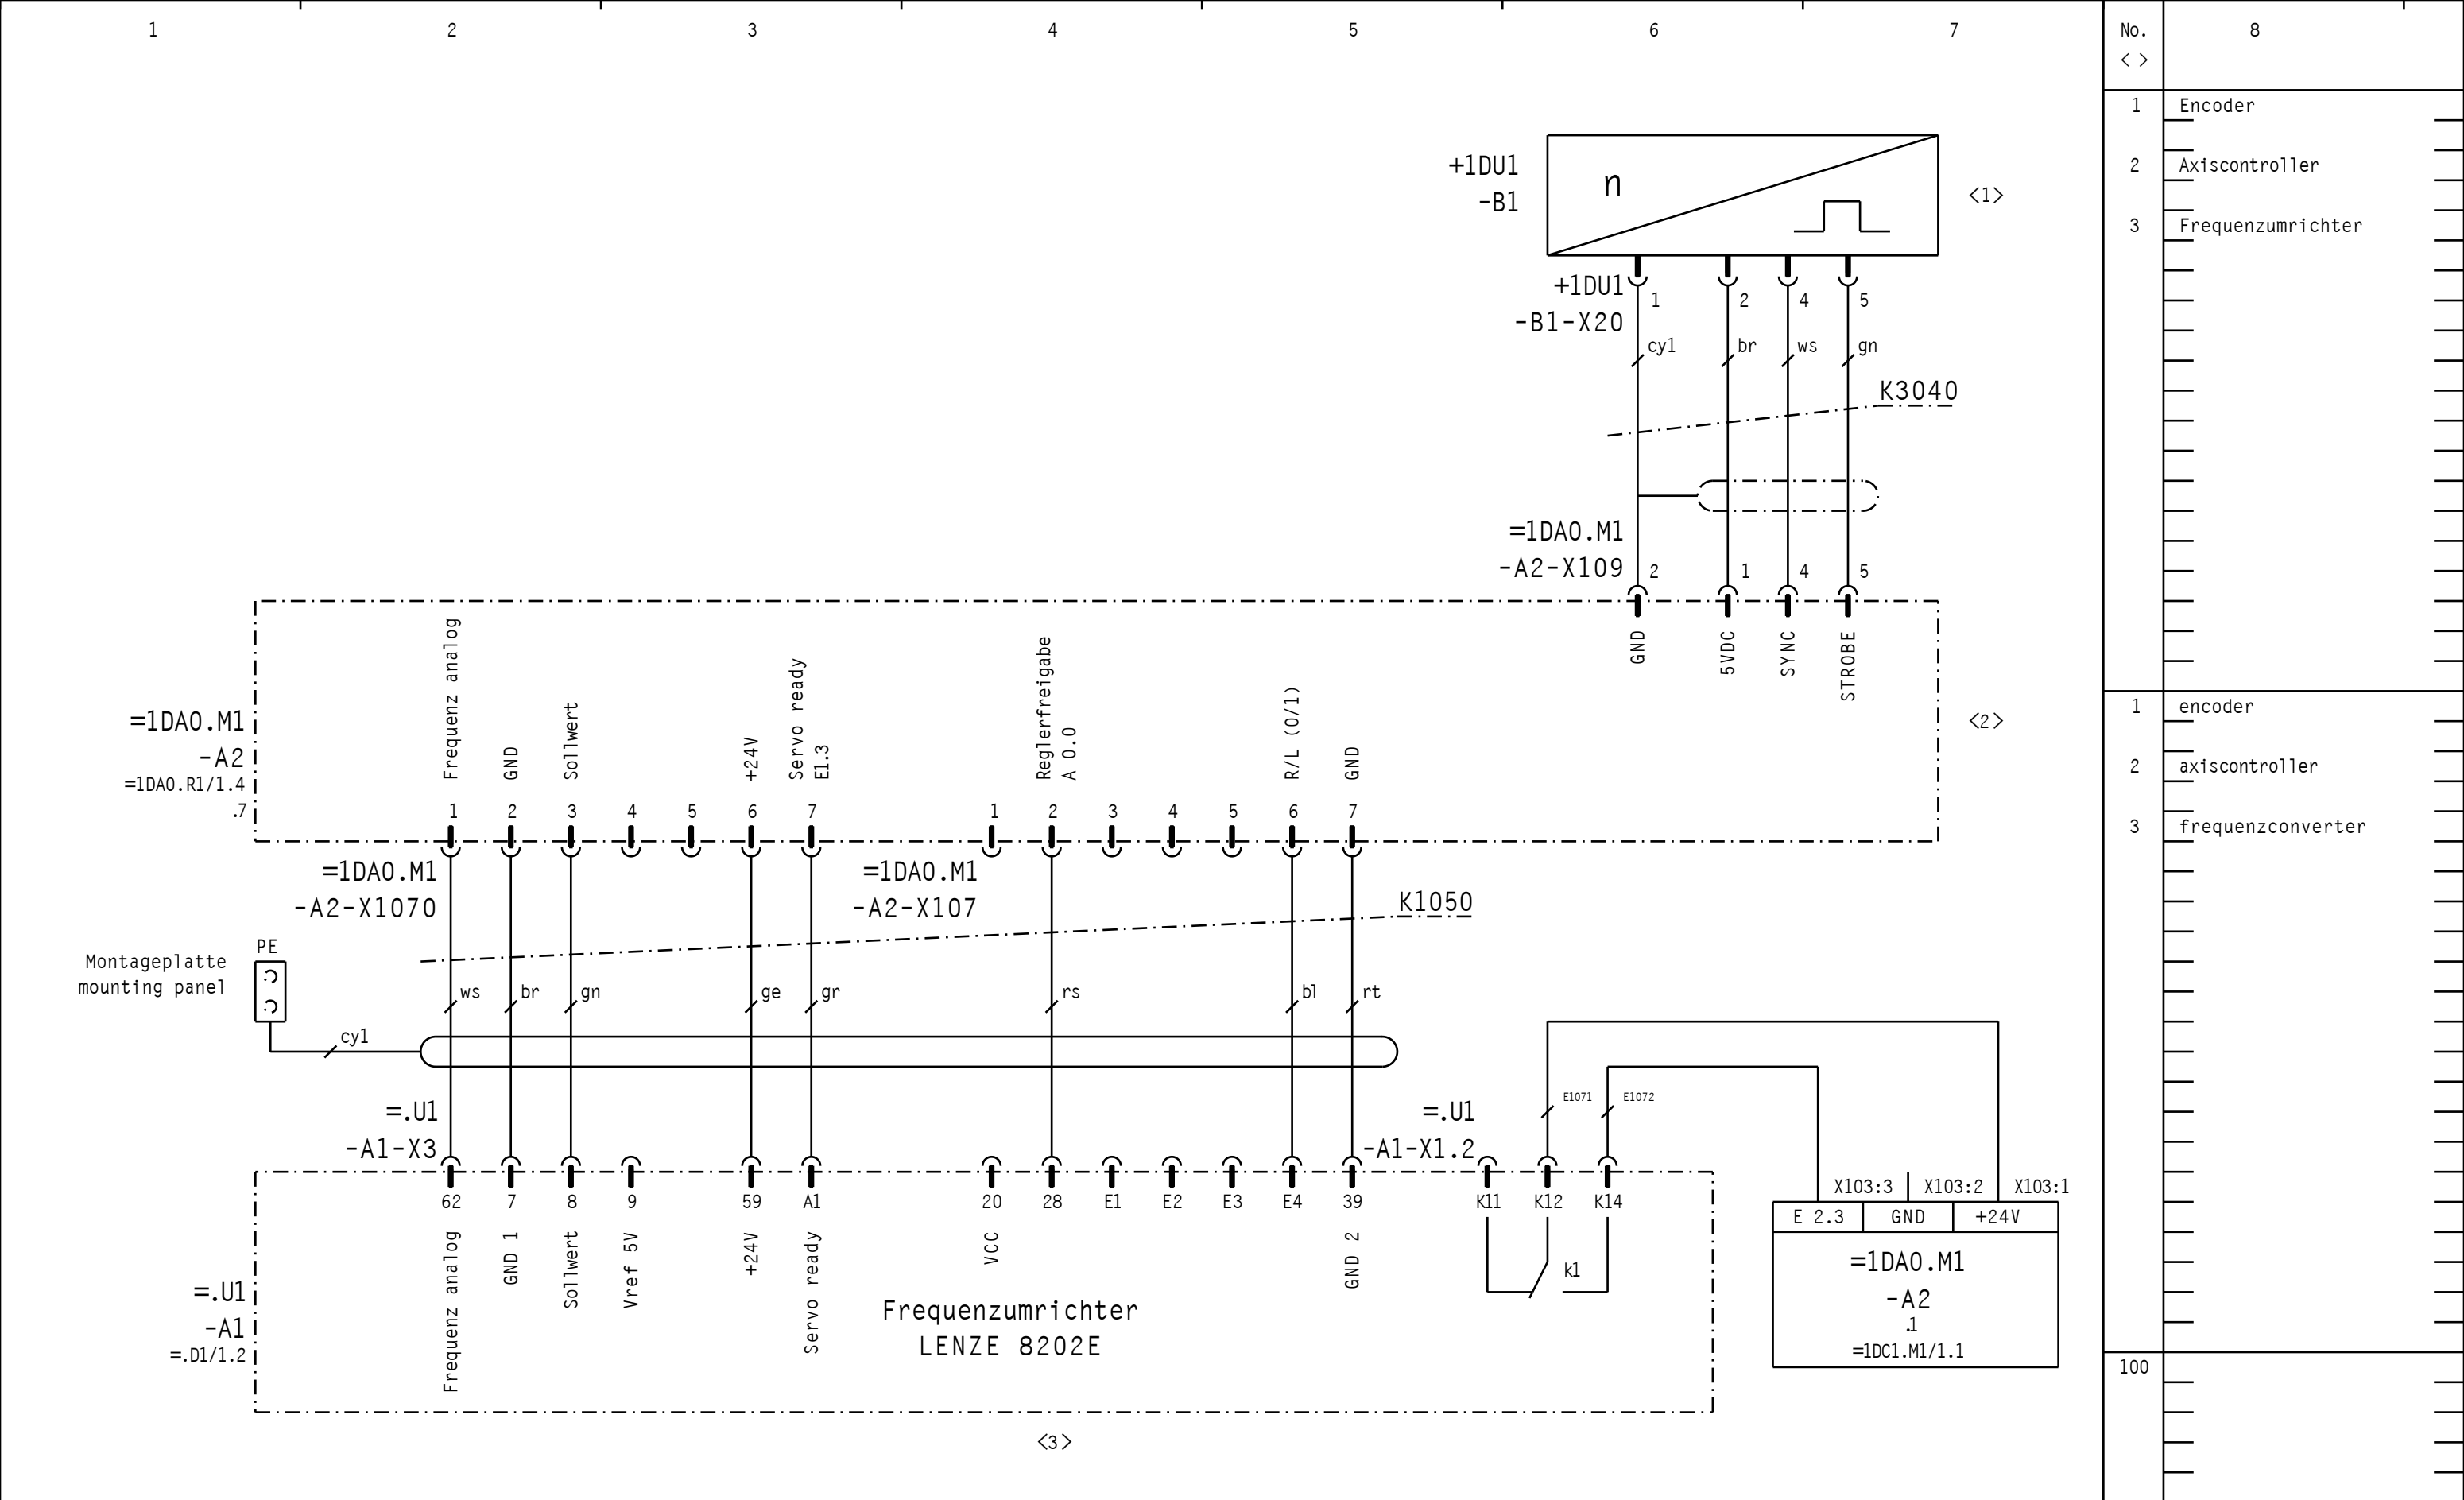 1 2 3 4 5 6 7 No. 8
< >
1 Encoder
2 Axiscontroller
3 Frequenzumrichter
+1DU1
-B1
n
<1>
+1DU1
-B1-X20
1 2 4 5
cy1 br ws gn
K3040
=1DA0.M1
-A2-X109
2 1 4 5
GND
5VDC
SYNC
STROBE
=1DA0.M1
-A2
=1DA0.R1/1.4
.7
Frequenz analog
GND
Sollwert
+24V
Servo ready
E1.3
Reglerfreigabe
A 0.0
R/L (0/1)
GND
<2>
1 2 3 4 5 6 7 1 2 3 4 5 6 7
1 encoder
2 axiscontroller
3 frequenzconverter
=1DA0.M1
-A2-X1070
=1DA0.M1
-A2-X107
K1050
PE
Montageplatte
mounting panel
ws br gn ge gr rs bl rt
cy1
=.U1
-A1-X3
=.U1
-A1-X1.2
E1071 E1072
62 7 8 9 59 A1 20 28 E1 E2 E3 E4 39 K11 K12 K14
Frequenz analog
GND 1
Sollwert
Vref 5V
+24V
Servo ready
VCC
GND 2
k1
=.U1
-A1
=.D1/1.2
Frequenzumrichter
LENZE 8202E
X103:3 X103:2 X103:1
E 2.3 GND +24V
=1DA0.M1
-A2
.1
=1DC1.M1/1.1
100
<3>